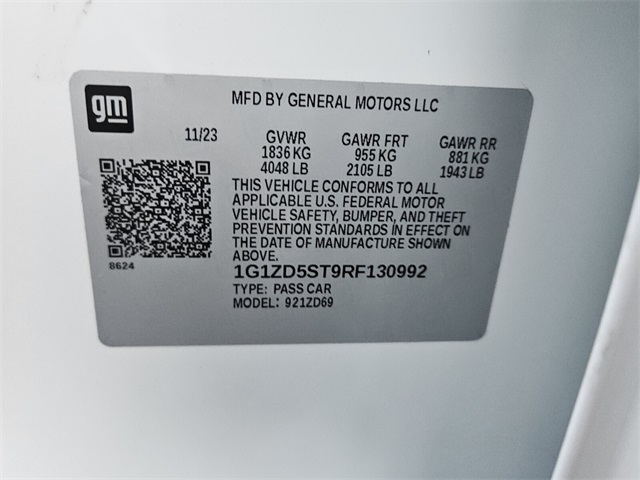 gm
MFD BY GENERAL MOTORS LLC
11/23 GVWR GAWR FRT GAWR RR
1836 KG 955 KG 881 KG
4048 LB 2105 LB 1943 LB
THIS VEHICLE CONFORMS TO ALL
APPLICABLE U.S. FEDERAL MOTOR
VEHICLE SAFETY, BUMPER, AND THEFT
PREVENTION STANDARDS IN EFFECT ON
THE DATE OF MANUFACTURE SHOWN
ABOVE.
8624
1G1ZD5ST9RF130992
TYPE: PASS CAR
MODEL: 921ZD69